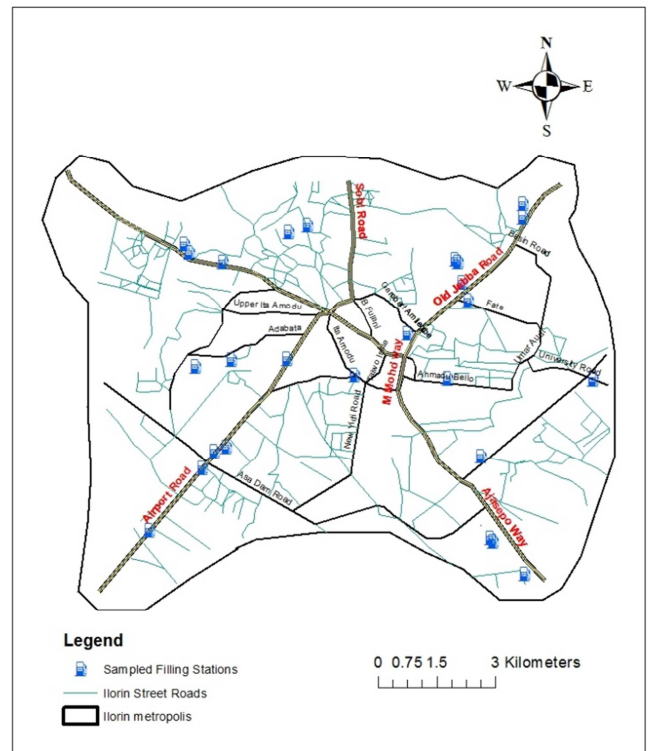 N
W E
S
Sobi Road
Old Jebba Road
Fate
Upper Ita Amodu
Adabata
Ita Amodu
Umar Audi
University Road
Ahmadu Bello
M Mohd way
New Yidi Road
Asa Dam Road
Airport Road
Ajasepo Way
Legend
Sampled Filling Stations
Ilorin Street Roads
Ilorin metropolis
0 0.75 1.5 3 Kilometers